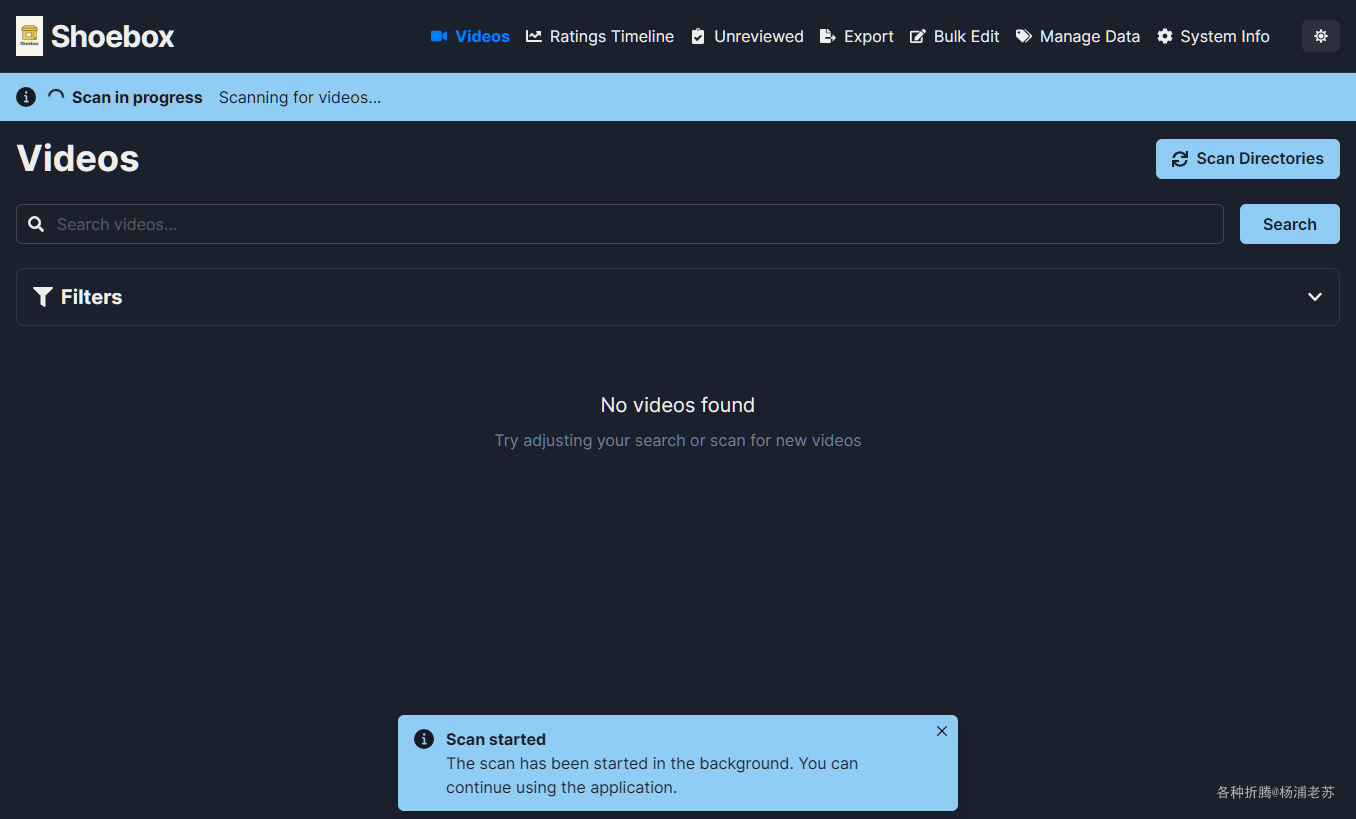 Shoebox Videos Ratings Timeline Unreviewed Export Bulk Edit Manage Data System Info
Scan in progress Scanning for videos...
Videos Scan Directories
Search videos... Search
Filters
No videos found
Try adjusting your search or scan for new videos
Scan started
The scan has been started in the background. You can
continue using the application.
各种折腾@杨浦老苏